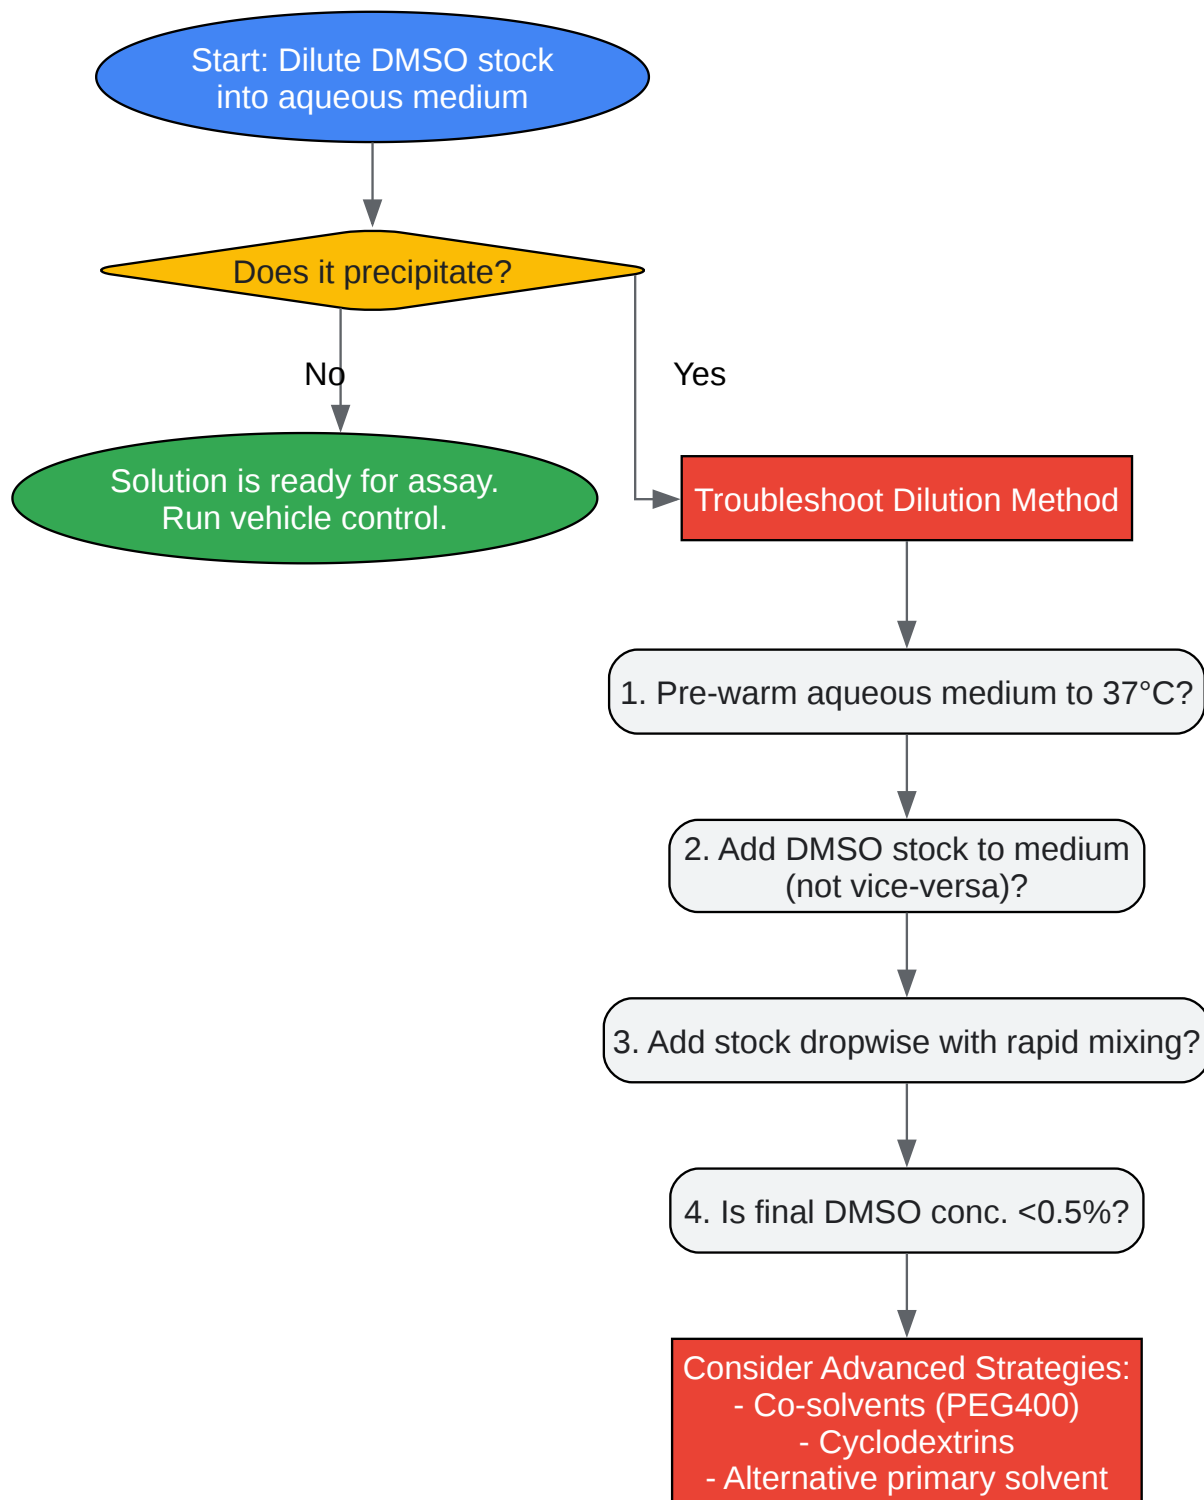 Start: Dilute DMSO stock
into aqueous medium
Does it precipitate?
No
Yes
Solution is ready for assay.
Run vehicle control.
Troubleshoot Dilution Method
1. Pre-warm aqueous medium to 37°C?
2. Add DMSO stock to medium
(not vice-versa)?
3. Add stock dropwise with rapid mixing?
4. Is final DMSO conc. <0.5%?
Consider Advanced Strategies:
- Co-solvents (PEG400)
- Cyclodextrins
- Alternative primary solvent